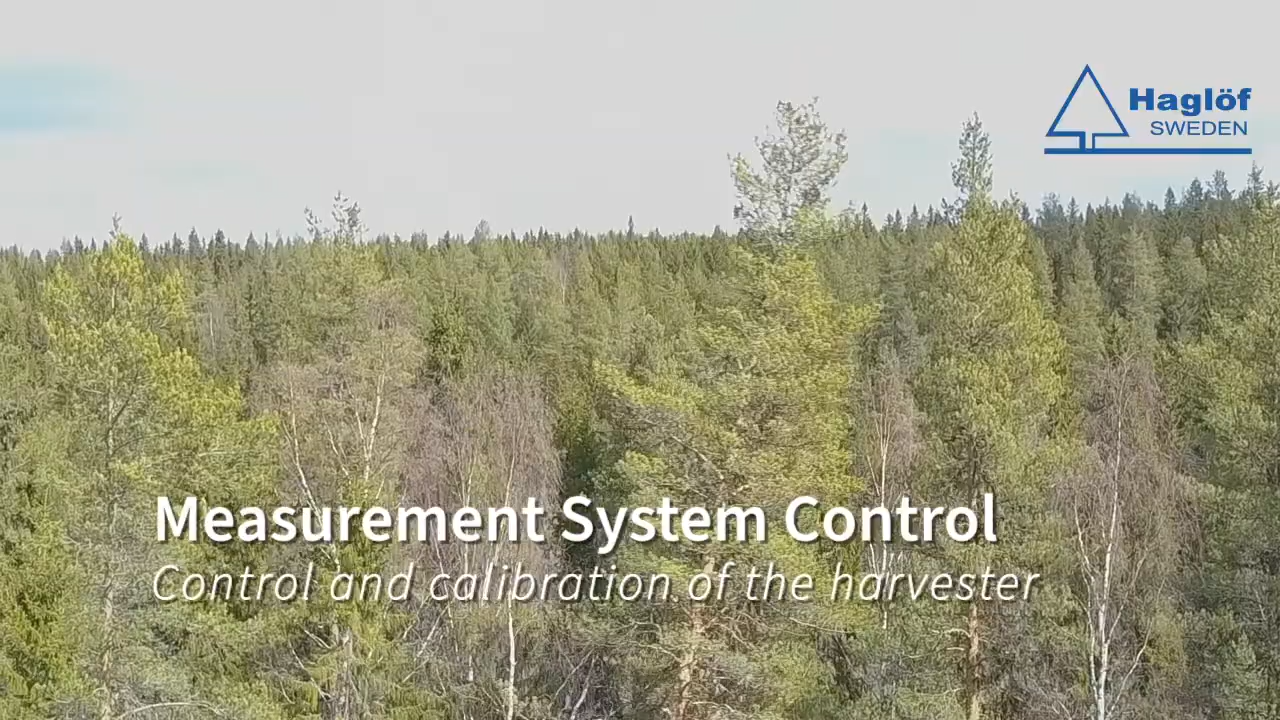 Haglöf
SWEDEN
Measurement System Control
Control and calibration of the harvester